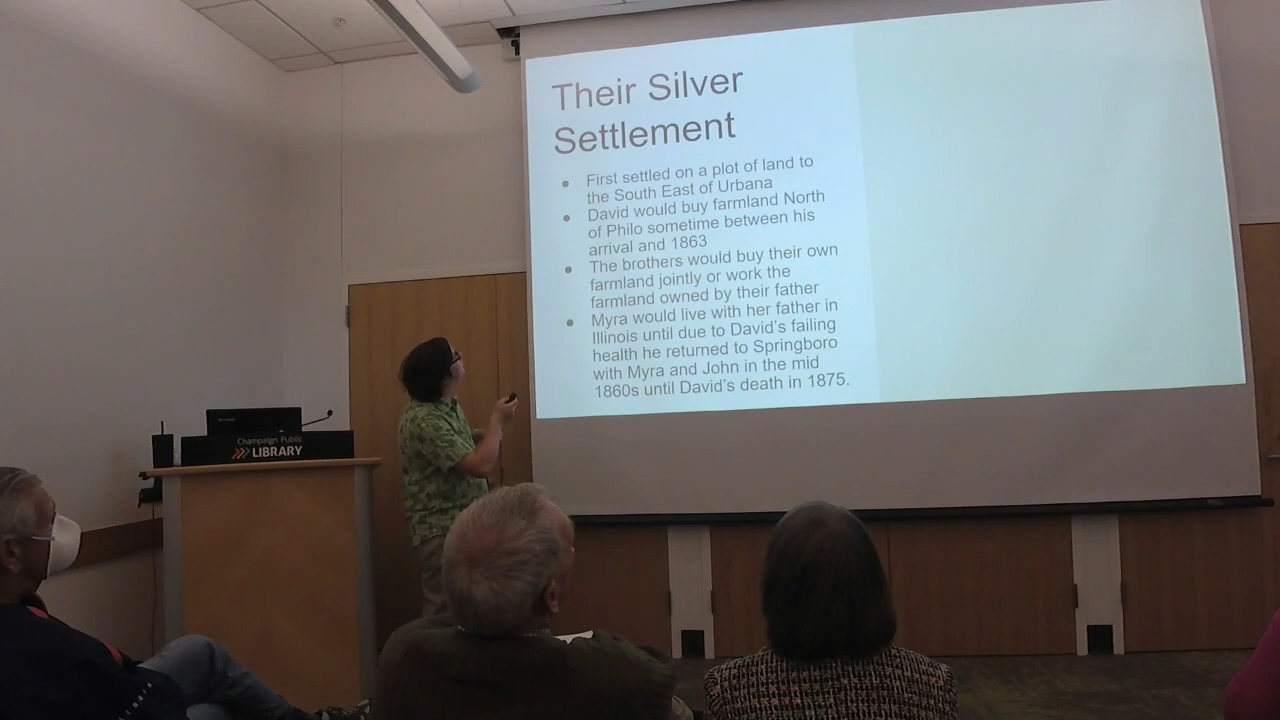 Their Silver
Settlement
● First settled on a plot of land to
the South East of Urbana
● David would buy farmland North
of Philo sometime between his
arrival and 1863
● The brothers would buy their own
farmland jointly or work the
farmland owned by their father
● Myra would live with her father in
Illinois until due to David's failing
health he returned to Springboro
with Myra and John in the mid
1860s until David's death in 1875.
Champaign Public
LIBRARY